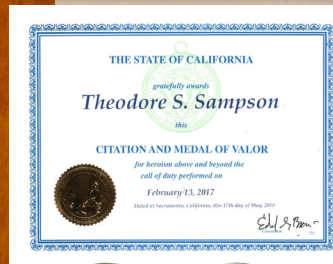 THE STATE OF CALIFORNIA
gratefully awards
Theodore S. Sampson
this
CITATION AND MEDAL OF VALOR
for heroism above and beyond the
call of duty performed on
February 13, 2017
Dated at Sacramento, California, this 17th day of May, 2018
Governor